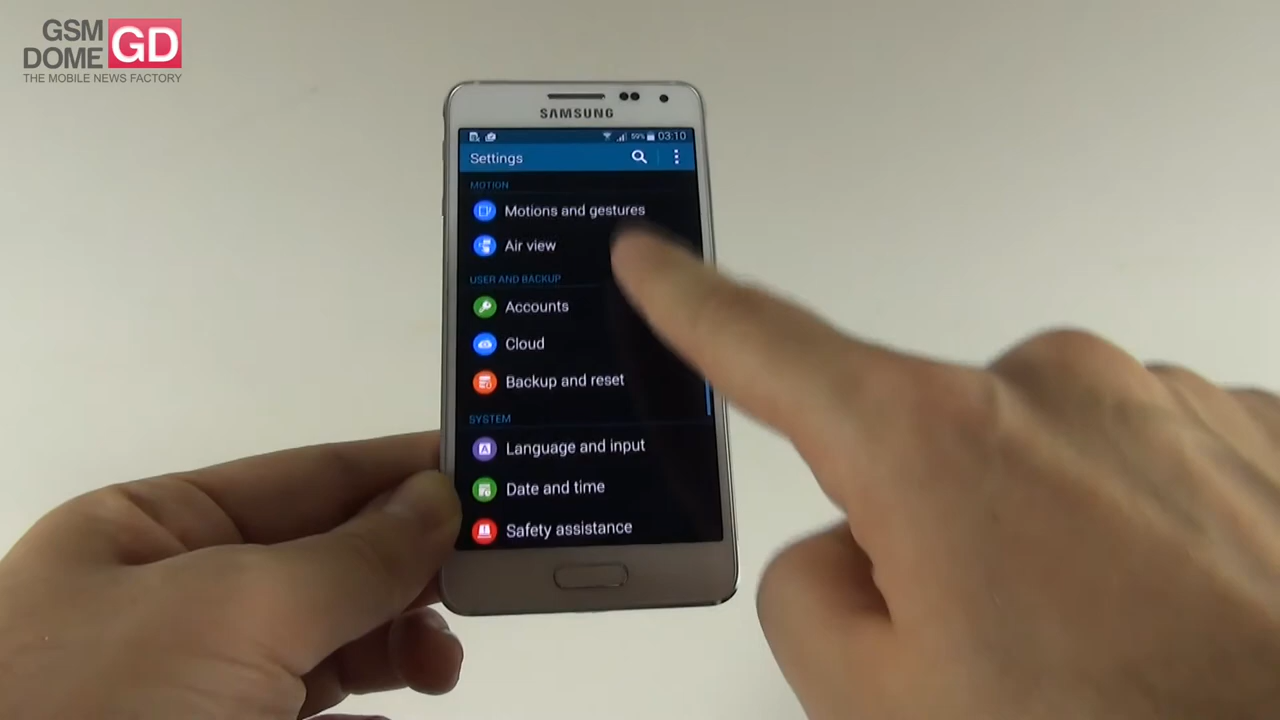 GSM
DOME GD
THE MOBILE NEWS FACTORY
SAMSUNG
59% 03:10
Settings
MOTION
Motions and gestures
Air view
USER AND BACKUP
Accounts
Cloud
Backup and reset
SYSTEM
Language and input
A
Date and time
Safety assistance